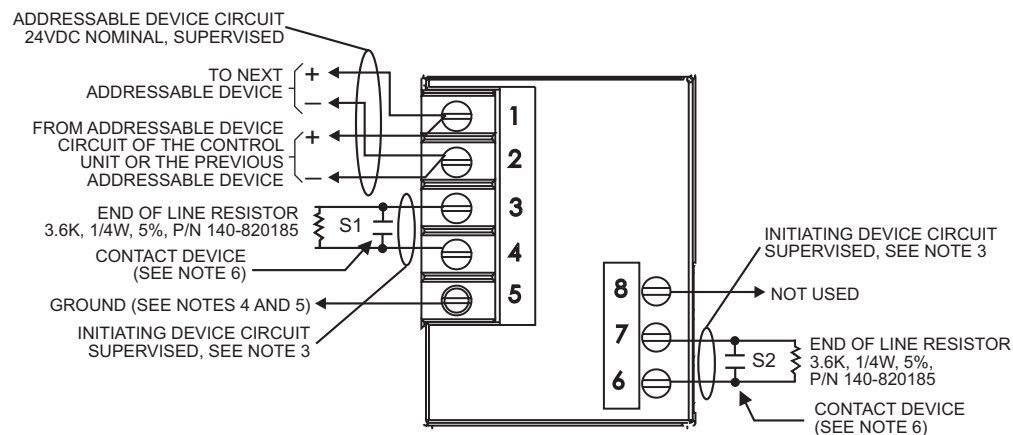 ADDRESSABLE DEVICE CIRCUIT
24VDC NOMINAL, SUPERVISED
TO NEXT
ADDRESSABLE DEVICE
+
–
FROM ADDRESSABLE DEVICE
CIRCUIT OF THE CONTROL
UNIT OR THE PREVIOUS
ADDRESSABLE DEVICE
+
–
END OF LINE RESISTOR
3.6K, 1/4W, 5%, P/N 140-820185
S1
CONTACT DEVICE
(SEE NOTE 6)
GROUND (SEE NOTES 4 AND 5)
INITIATING DEVICE CIRCUIT
SUPERVISED, SEE NOTE 3
1
2
3
4
5
8
7
6
INITIATING DEVICE CIRCUIT
SUPERVISED, SEE NOTE 3
NOT USED
S2
END OF LINE RESISTOR
3.6K, 1/4W, 5%,
P/N 140-820185
CONTACT DEVICE
(SEE NOTE 6)